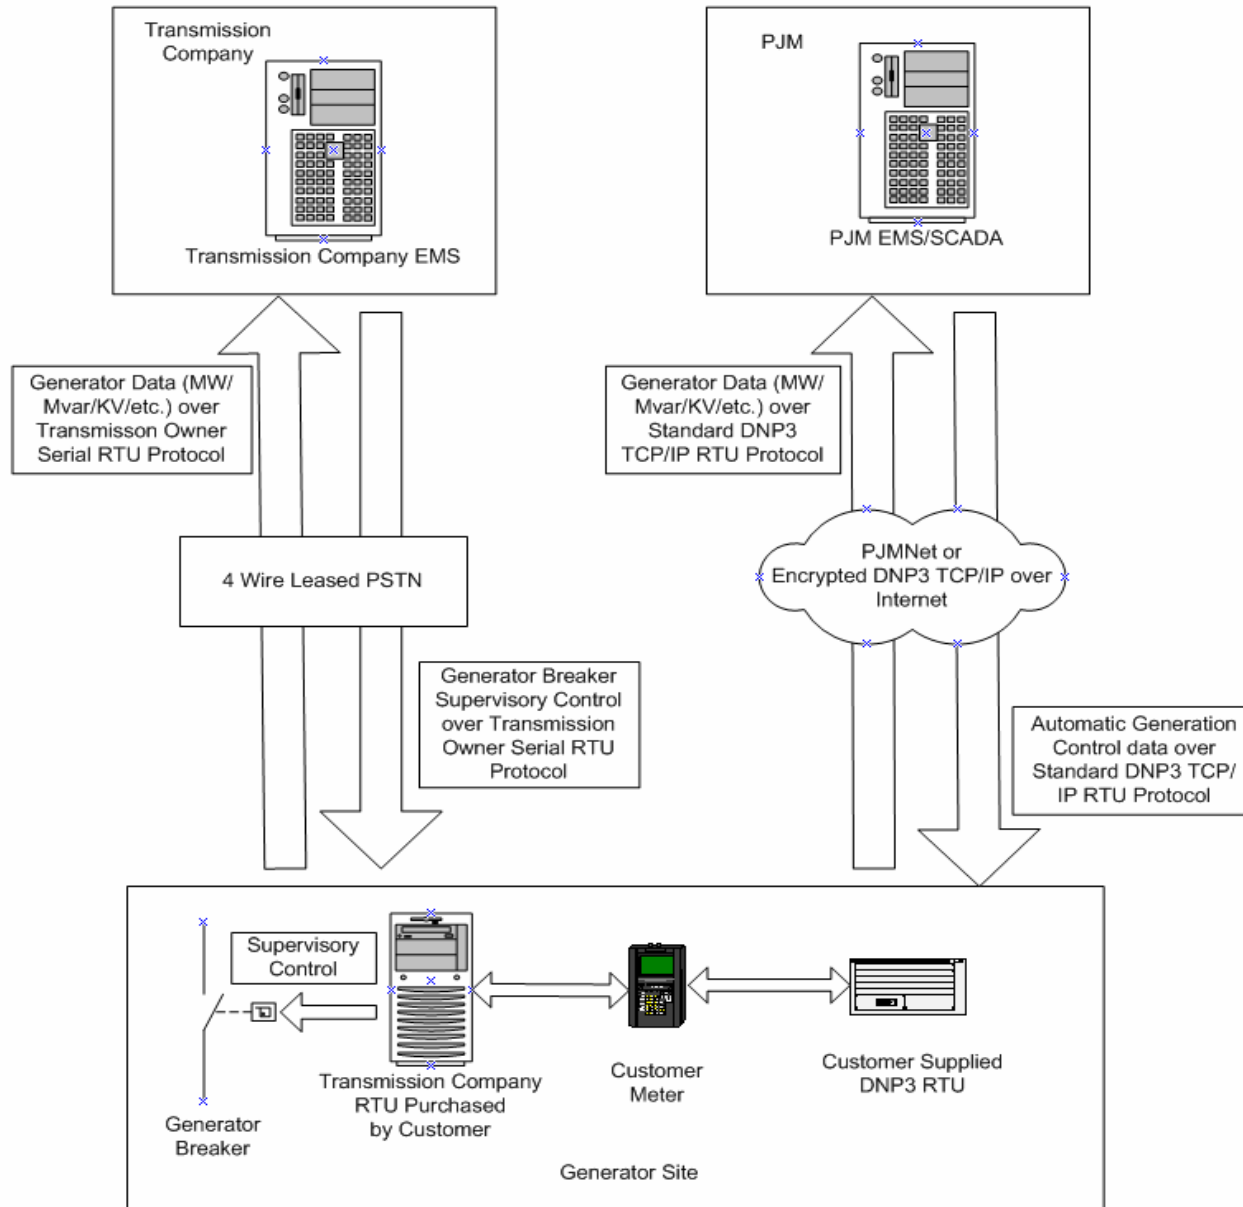 Transmission
Company
Transmission Company EMS
PJM
PJM EMS/SCADA
Generator Data (MW/
Mvar/KV/etc.) over
Transmisson Owner
Serial RTU Protocol
Generator Data (MW/
Mvar/KV/etc.) over
Standard DNP3
TCP/IP RTU Protocol
4 Wire Leased PSTN
PJMNet or
Encrypted DNP3 TCP/IP over
Internet
Generator Breaker
Supervisory Control
over Transmission
Owner Serial RTU
Protocol
Automatic Generation
Control data over
Standard DNP3 TCP/
IP RTU Protocol
Supervisory
Control
Generator
Breaker
Transmission Company
RTU Purchased
by Customer
Customer
Meter
Customer Supplied
DNP3 RTU
Generator Site